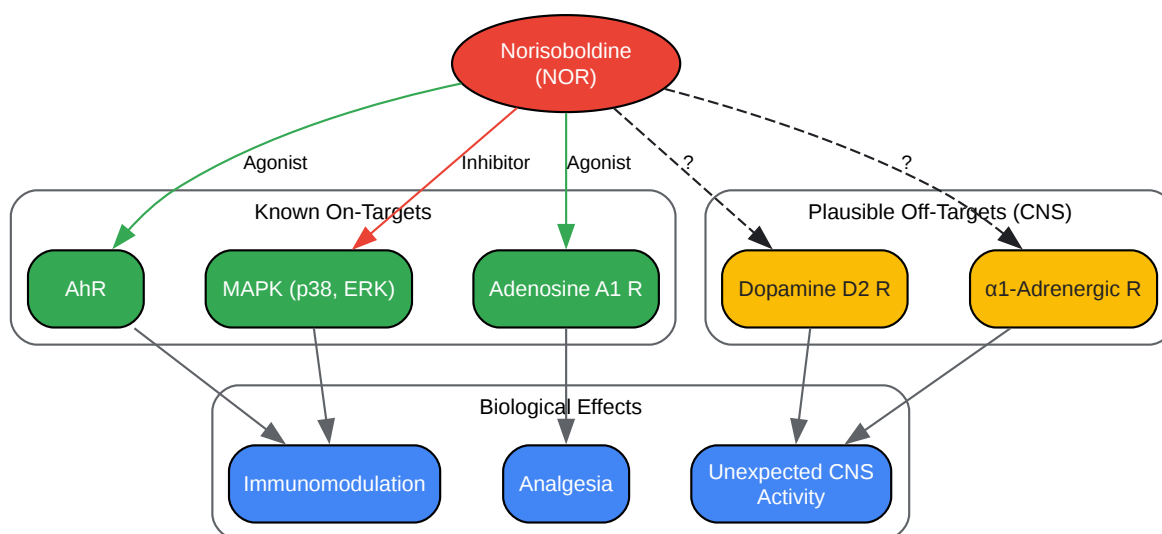 Norisoboldine
(NOR)
Agonist
Inhibitor
Agonist
?
?
Known On-Targets
Plausible Off-Targets (CNS)
AhR
MAPK (p38, ERK)
Adenosine A1 R
Dopamine D2 R
α1-Adrenergic R
Biological Effects
Immunomodulation
Analgesia
Unexpected CNS
Activity